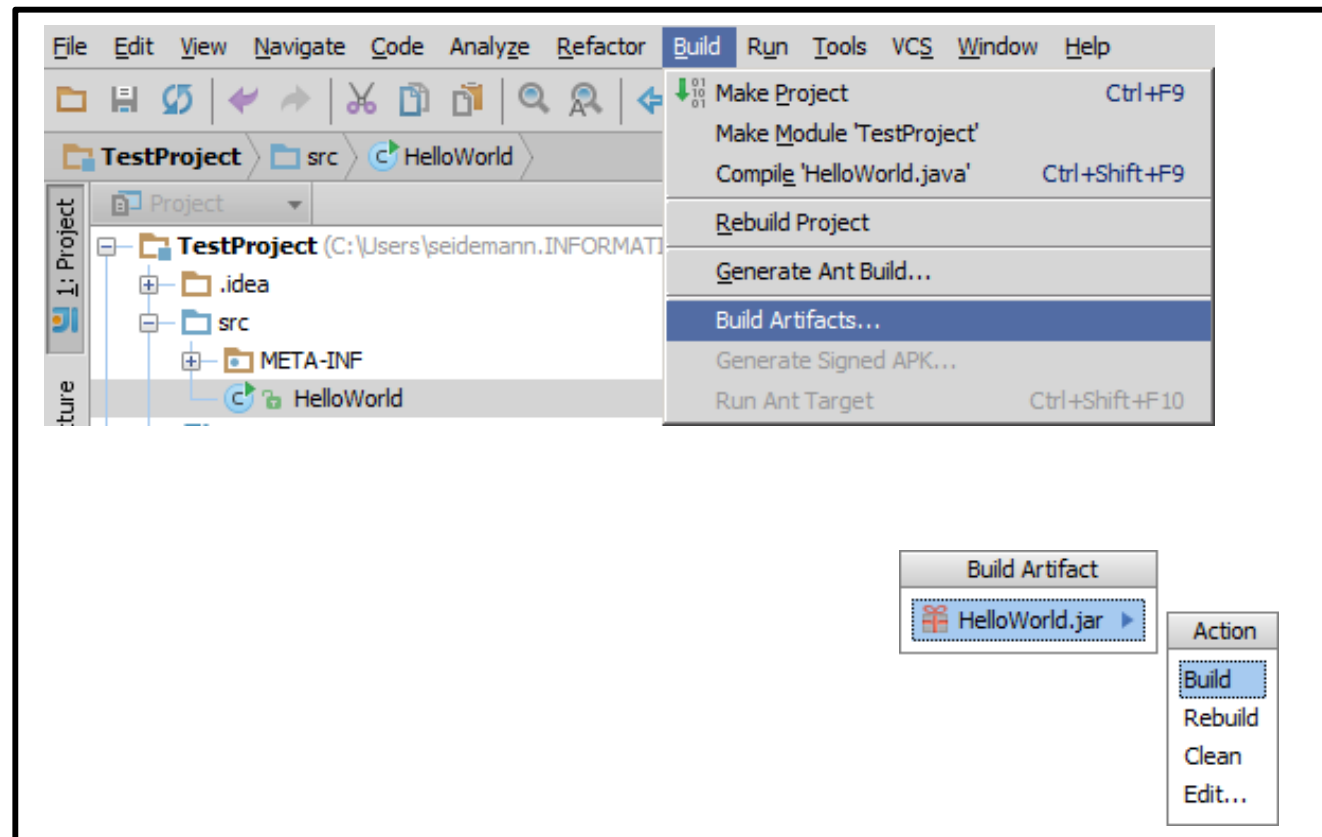 File Edit View Navigate Code Analyze Refactor Build Run Tools VCS Window Help
Make Project Ctrl+F9
Make Module 'TestProject'
Compile 'HelloWorld.java' Ctrl+Shift+F9
Rebuild Project
Generate Ant Build...
Build Artifacts...
Generate Signed APK...
Run Ant Target Ctrl+Shift+F10
TestProject src HelloWorld
1: Project
Project
TestProject (C:\Users\seidemann.INFORMATI
.idea
src
META-INF
HelloWorld
Build Artifact
HelloWorld.jar
Action
Build
Rebuild
Clean
Edit...